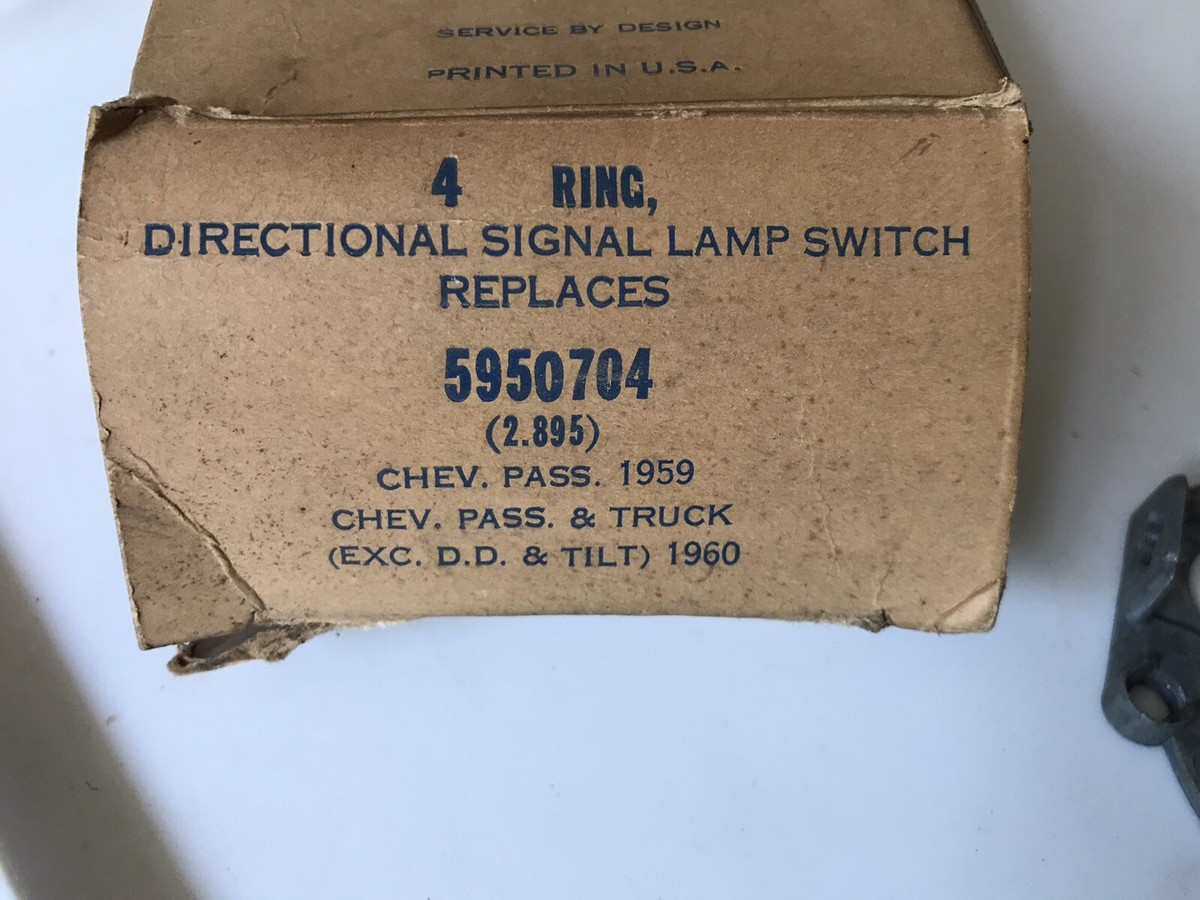 SERVICE BY DESIGN
PRINTED IN U.S.A.
4 RING,
DIRECTIONAL SIGNAL LAMP SWITCH
REPLACES
5950704
(2.895)
CHEV. PASS. 1959
CHEV. PASS. & TRUCK
(EXC. D.D. & TILT) 1960